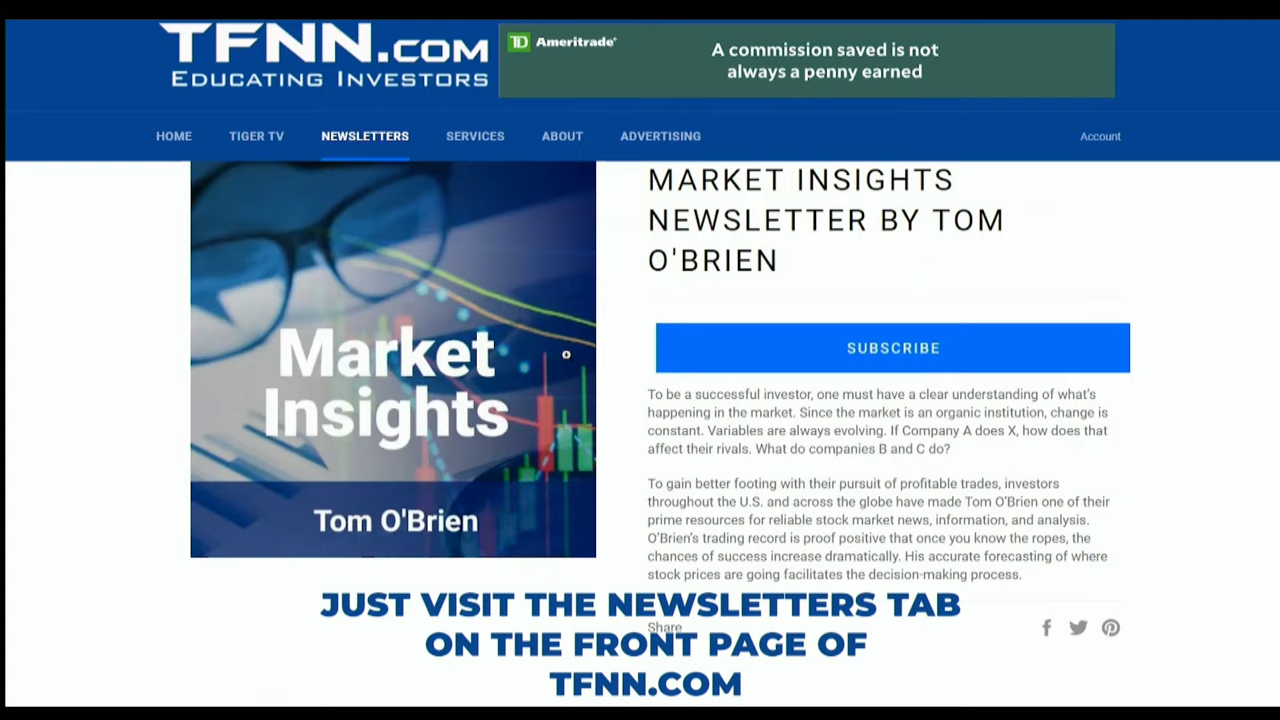 TFNN.COM
EDUCATING INVESTORS
TD Ameritrade
A commission saved is not
always a penny earned
HOME TIGER TV NEWSLETTERS SERVICES ABOUT ADVERTISING Account
MARKET INSIGHTS
NEWSLETTER BY TOM
O'BRIEN
Market
Insights
Tom O'Brien
SUBSCRIBE
To be a successful investor, one must have a clear understanding of what's
happening in the market. Since the market is an organic institution, change is
constant. Variables are always evolving. If Company A does X, how does that
affect their rivals. What do companies B and C do?
To gain better footing with their pursuit of profitable trades, investors
throughout the U.S. and across the globe have made Tom O'Brien one of their
prime resources for reliable stock market news, information, and analysis.
O'Brien's trading record is proof positive that once you know the ropes, the
chances of success increase dramatically. His accurate forecasting of where
stock prices are going facilitates the decision-making process.
Share
JUST VISIT THE NEWSLETTERS TAB
ON THE FRONT PAGE OF
TFNN.COM